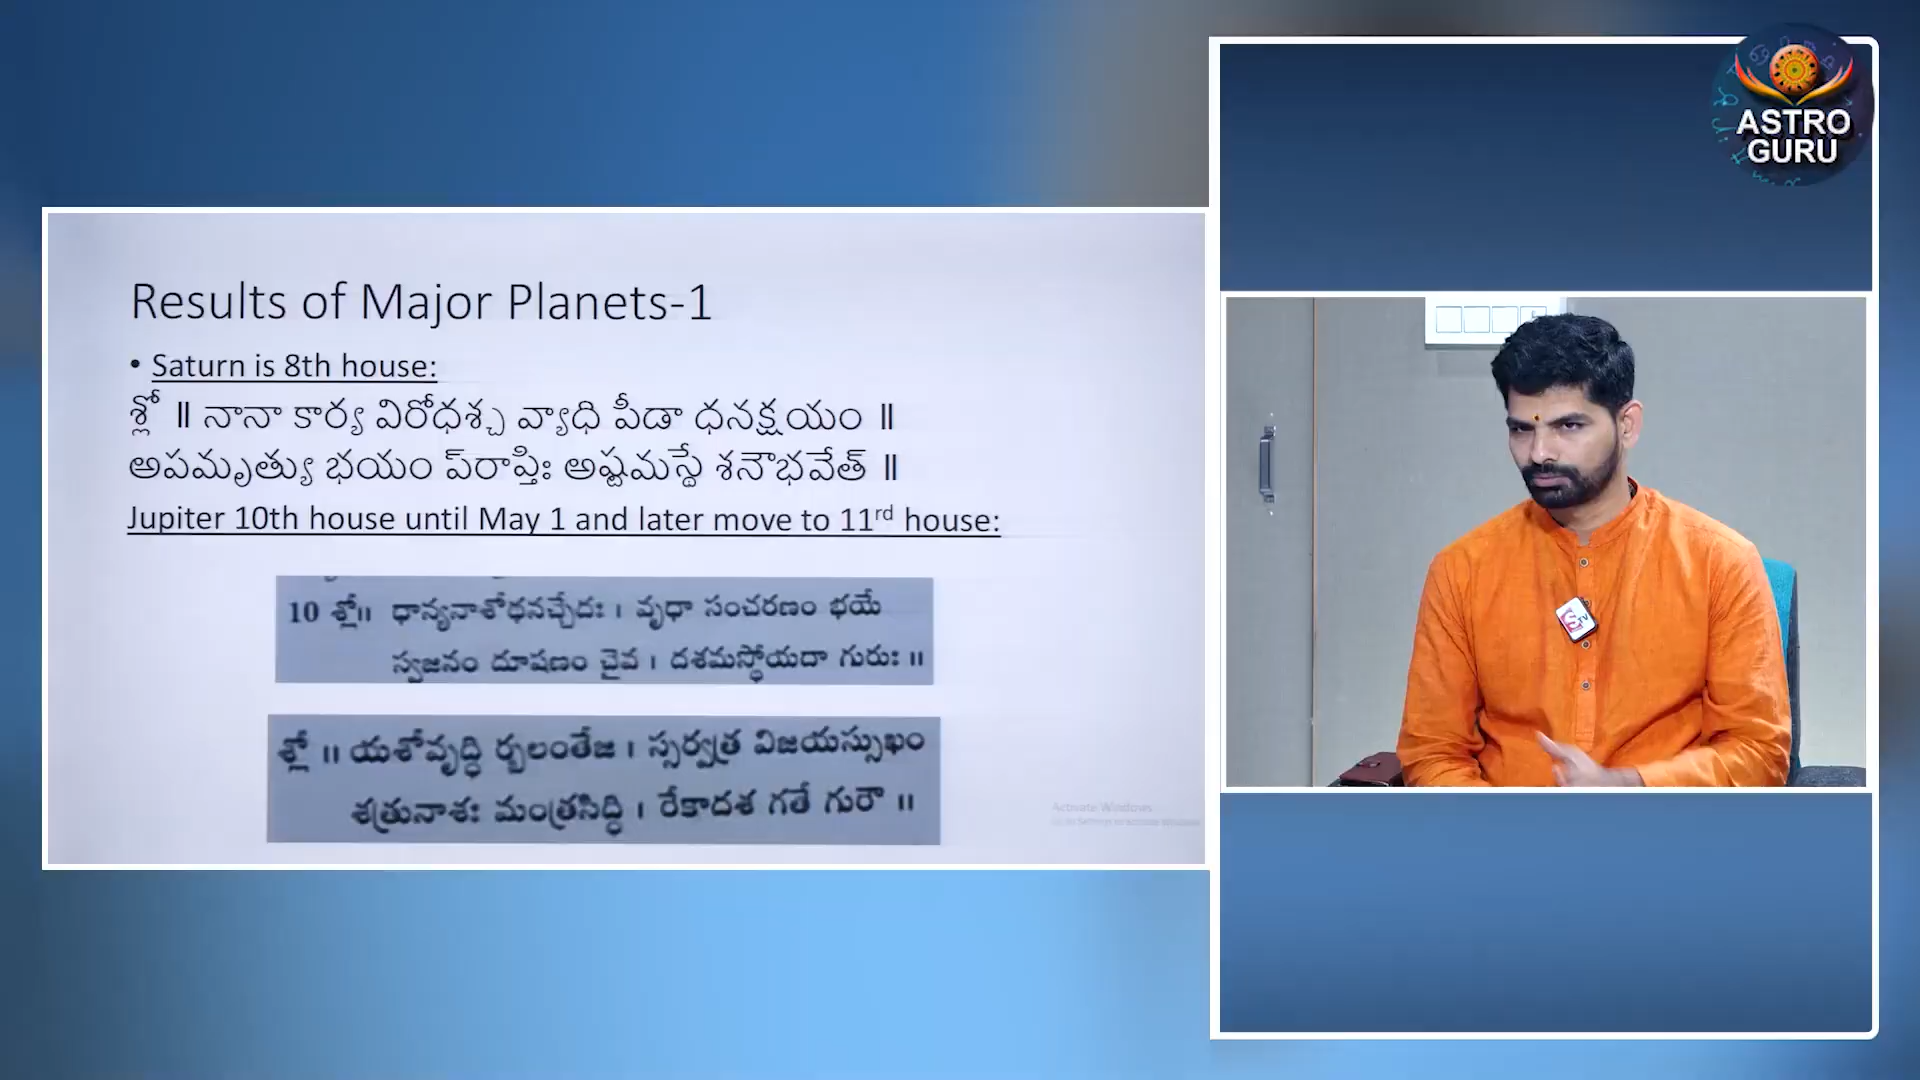 ASTRO
GURU
Results of Major Planets-1
• Saturn is 8th house:
శ్లో ॥ నానా కార్య విరోధశ్చ వ్యాధి పీడా ధనక్షయం ॥
అపమృత్యు భయం ప్‌రాప్తిః అష్టమస్థే శనౌభవేత్ ॥
Jupiter 10th house until May 1 and later move to 11rd house:
10 శ్లో॥ ధాన్యనాశోధనచ్ఛేదః । వృధా సంచరణం భయే
స్వజనం దూషణం చైవ । దశమస్థోయదా గురుః ॥
శ్లో ॥ యశోవృద్ధి ర్బలంతేజ । స్సర్వత్ర విజయస్సుఖం
శత్రునాశః మంత్రసిద్ధి । రేకాదశ గతే గురౌ ॥
Activate Windows